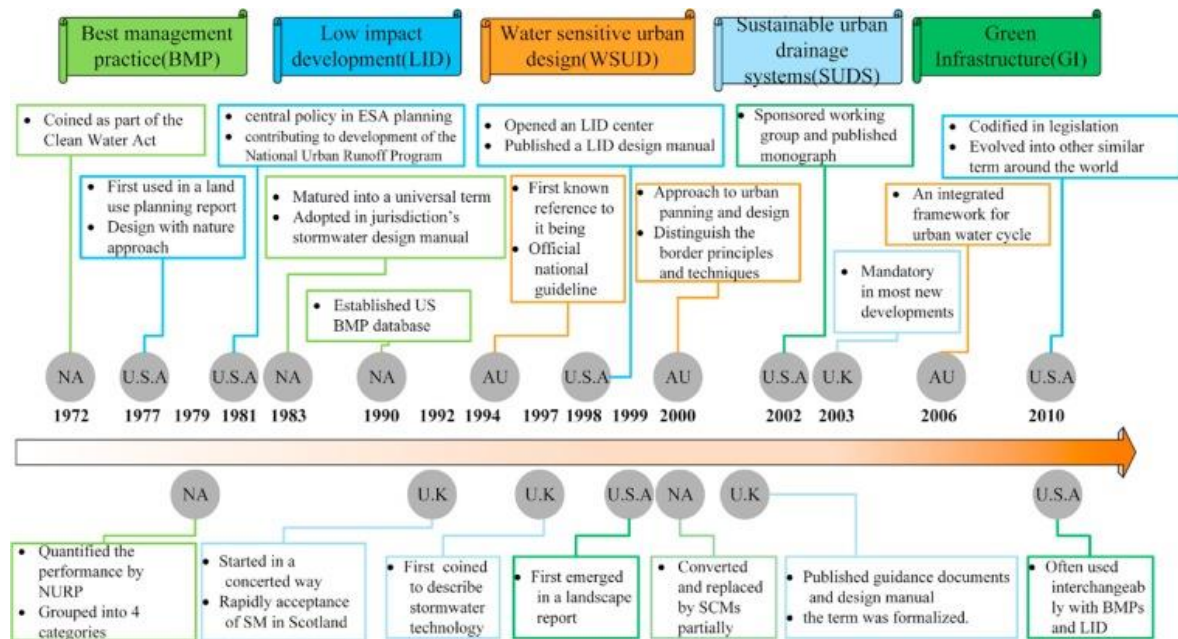 Best management
practice(BMP)
Low impact
development(LID)
Water sensitive urban
design(WSUD)
Sustainable urban
drainage
systems(SUDS)
Green
Infrastructure(GI)
• Coined as part of the
Clean Water Act
• central policy in ESA planning
• contributing to development of the
National Urban Runoff Program
• Opened an LID center
• Published a LID design manual
• Sponsored working
group and published
monograph
• Codified in legislation
• Evolved into other similar
term around the world
• First used in a land
use planning report
• Design with nature
approach
• Matured into a universal term
• Adopted in jurisdiction's
stormwater design manual
• First known
reference to
it being
• Official
national
guideline
• Approach to urban
panning and design
• Distinguish the
border principles
and techniques
• An integrated
framework for
urban water cycle
• Mandatory
in most new
developments
• Established US
BMP database
NA
U.S.A
U.S.A
NA
NA
AU
U.S.A
AU
U.S.A
U.K
AU
U.S.A
1972
1977
1979
1981
1983
1990
1992
1994
1997
1998
1999
2000
2002
2003
2006
2010
NA
U.K
U.K
U.S.A
NA
U.K
U.S.A
• Quantified the
performance by
NURP
• Grouped into 4
categories
• Started in a
concerted way
• Rapidly acceptance
of SM in Scotland
• First coined
to describe
stormwater
technology
• First emerged
in a landscape
report
• Converted
and replaced
by SCMs
partially
• Published guidance documents
and design manual
• the term was formalized.
• Often used
interchangeab
ly with BMPs
and LID